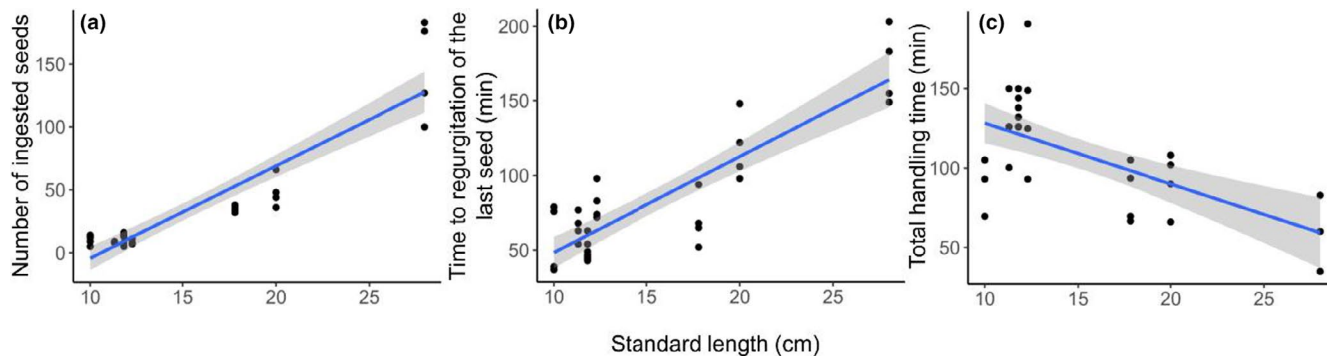 (a)
Number of ingested seeds
150
100
50
0
10
15
20
25
(b)
Time to regurgitation of the
last seed (min)
200
150
100
50
10
15
20
25
(c)
Total handling time (min)
150
100
50
10
15
20
25
Standard length (cm)